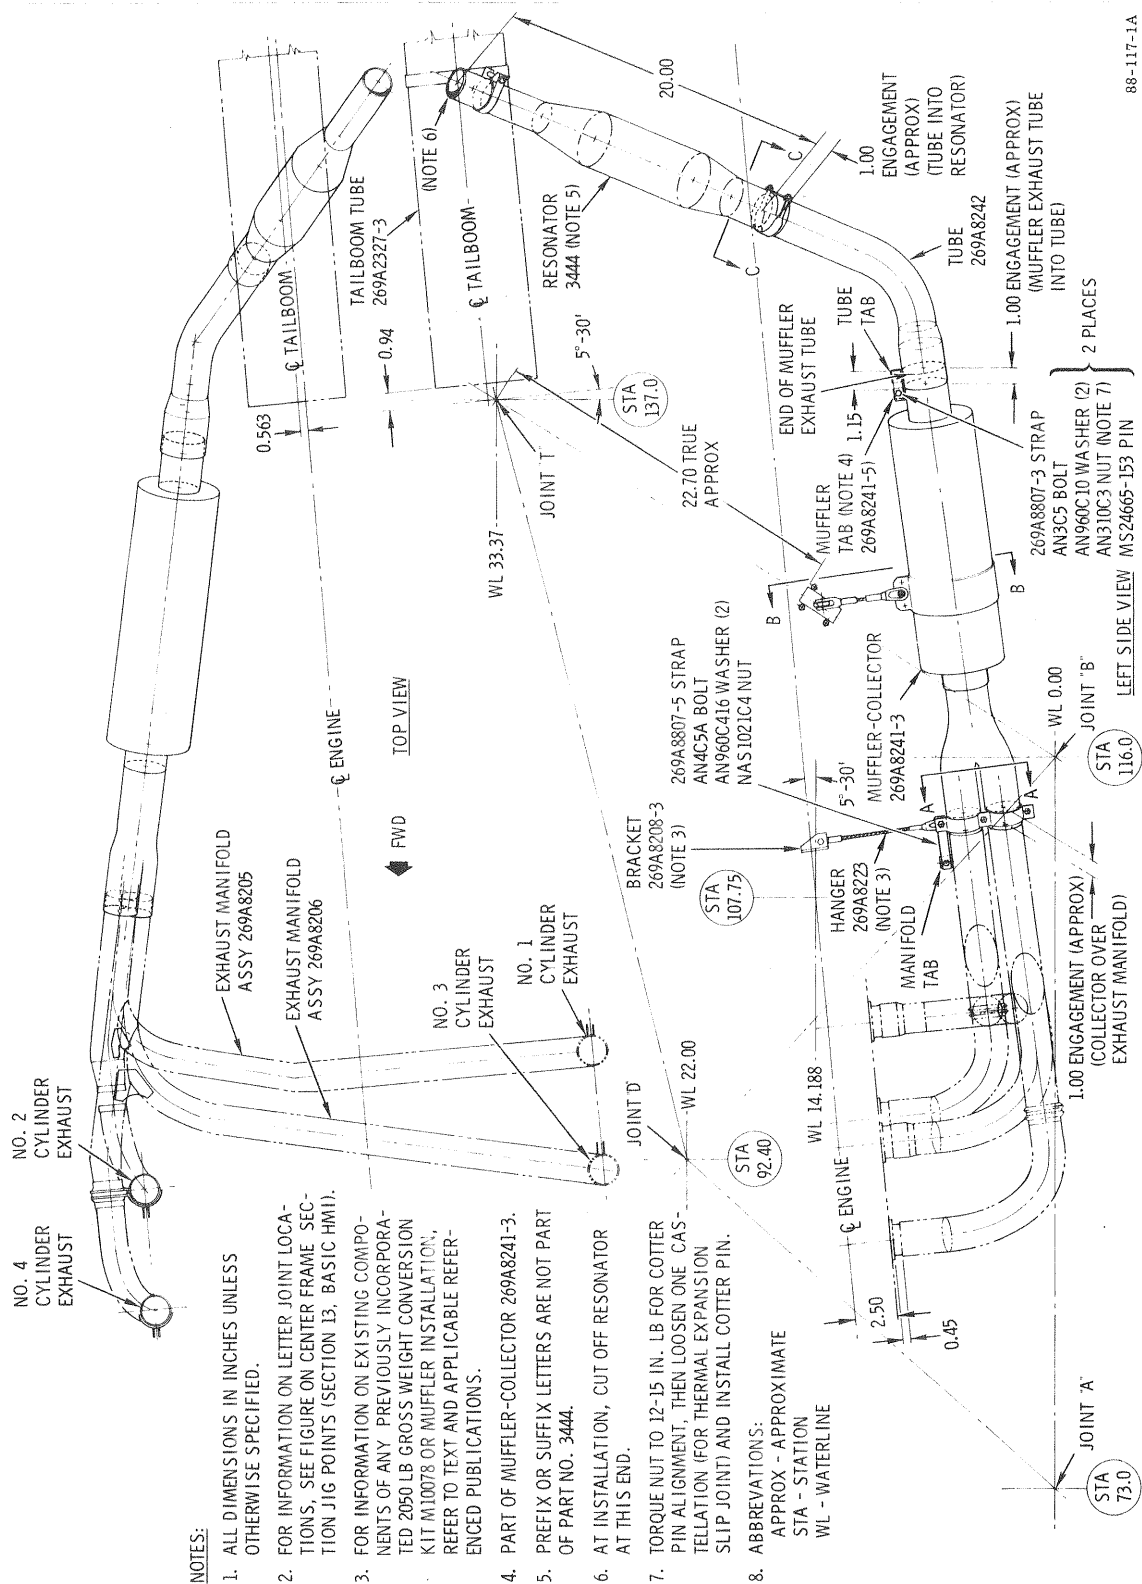 NO. 4
CYLINDER
EXHAUST
NO. 2
CYLINDER
EXHAUST
EXHAUST MANIFOLD
ASSY 269A8205
EXHAUST MANIFOLD
ASSY 269A8206
NO. 3
CYLINDER
EXHAUST
NO. 1
CYLINDER
EXHAUST
FWD
TOP VIEW
℄ ENGINE
0.563
℄ TAILBOOM
0.94
TAILBOOM TUBE
269A2327-3
(NOTE 6)
℄ TAILBOOM
RESONATOR
3444 (NOTE 5)
20.00
WL 33.37
JOINT "T"
5°-30'
STA
137.0
22.70 TRUE
APPROX
1.00
ENGAGEMENT
(APPROX)
(TUBE INTO
RESONATOR)
C
C
TUBE
269A8242
1.00 ENGAGEMENT (APPROX)
(MUFFLER EXHAUST TUBE
INTO TUBE)
END OF MUFFLER
EXHAUST TUBE
TUBE
TAB
1.15
MUFFLER
TAB (NOTE 4)
269A8241-5)
B
B
269A8807-3 STRAP
AN3C5 BOLT
AN960C10 WASHER (2)
AN310C3 NUT (NOTE 7)
MS24665-153 PIN
2 PLACES
LEFT SIDE VIEW
269A8807-5 STRAP
AN4C5A BOLT
AN960C416 WASHER (2)
NAS1021C4 NUT
BRACKET
269A8208-3
(NOTE 3)
5°-30'
MUFFLER-COLLECTOR
269A8241-3
STA
107.75
HANGER
269A8223
(NOTE 3)
MANIFOLD
TAB
A
A
WL 0.00
JOINT "B"
STA
116.0
1.00 ENGAGEMENT (APPROX)
(COLLECTOR OVER
EXHAUST MANIFOLD)
JOINT "D"
WL 22.00
STA
92.40
WL 14.188
℄ ENGINE
2.50
0.45
JOINT "A"
STA
73.0
NOTES:
1. ALL DIMENSIONS IN INCHES UNLESS
OTHERWISE SPECIFIED.
2. FOR INFORMATION ON LETTER JOINT LOCA-
TIONS, SEE FIGURE ON CENTER FRAME SEC-
TION JIG POINTS (SECTION 13, BASIC HMI).
3. FOR INFORMATION ON EXISTING COMPO-
NENTS OF ANY PREVIOUSLY INCORPORA-
TED 2050 LB GROSS WEIGHT CONVERSION
KIT M10078 OR MUFFLER INSTALLATION,
REFER TO TEXT AND APPLICABLE REFER-
ENCED PUBLICATIONS.
4. PART OF MUFFLER-COLLECTOR 269A8241-3.
5. PREFIX OR SUFFIX LETTERS ARE NOT PART
OF PART NO. 3444.
6. AT INSTALLATION, CUT OFF RESONATOR
AT THIS END.
7. TORQUE NUT TO 12-15 IN. LB FOR COTTER
PIN ALIGNMENT, THEN LOOSEN ONE CAS-
TELLATION (FOR THERMAL EXPANSION
SLIP JOINT) AND INSTALL COTTER PIN.
8. ABBREVATIONS:
APPROX - APPROXIMATE
STA - STATION
WL - WATERLINE
88-117-1A